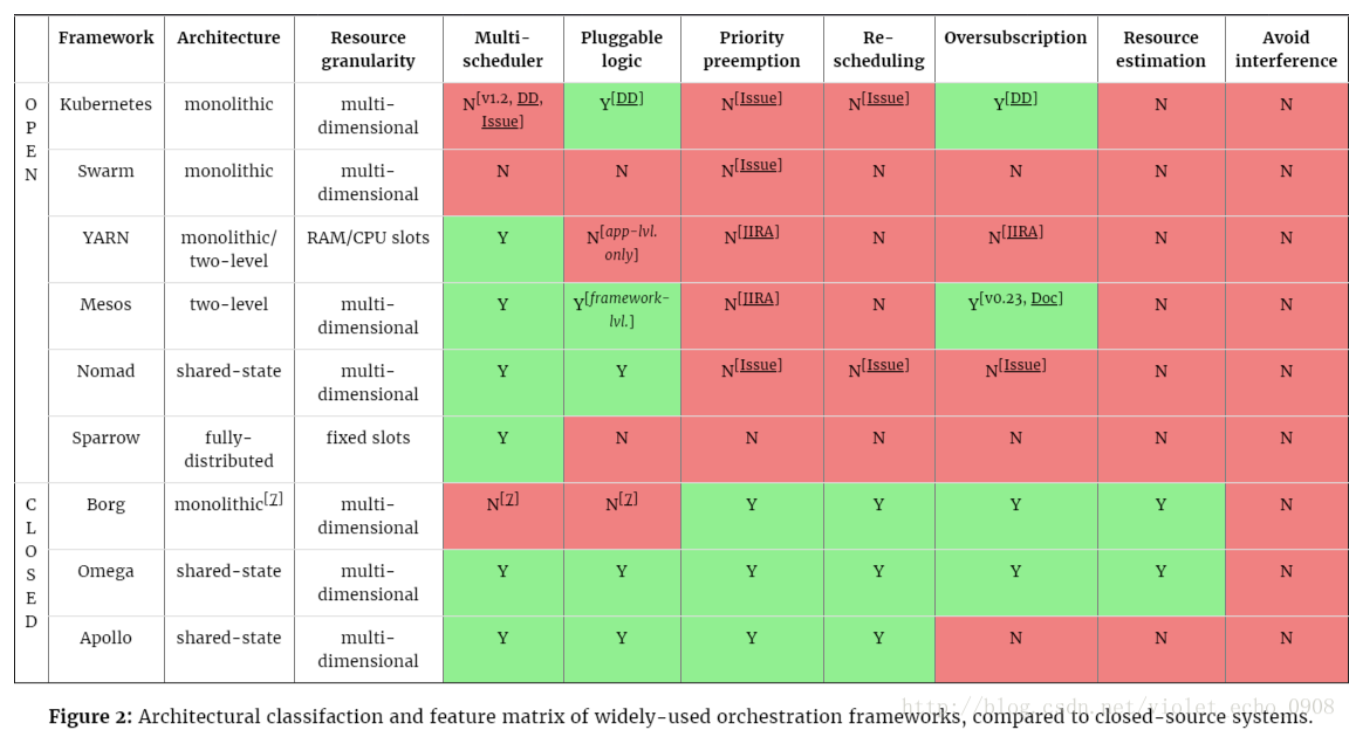 Framework Architecture Resource granularity Multi-scheduler Pluggable logic Priority preemption Re-scheduling Oversubscription Resource estimation Avoid interference
OPEN
Kubernetes monolithic multi-dimensional N[v1.2, DD, Issue] Y[DD] N[Issue] N[Issue] Y[DD] N N
Swarm monolithic multi-dimensional N N N[Issue] N N N N
YARN monolithic/two-level RAM/CPU slots Y N[app-lvl. only] N[JIRA] N N[JIRA] N N
Mesos two-level multi-dimensional Y Y[framework-lvl.] N[JIRA] N Y[v0.23, Doc] N N
Nomad shared-state multi-dimensional Y Y N[Issue] N[Issue] N[Issue] N N
Sparrow fully-distributed fixed slots Y N N N N N N
CLOSED
Borg monolithic[7] multi-dimensional N[7] N[7] Y Y Y Y N
Omega shared-state multi-dimensional Y Y Y Y Y Y N
Apollo shared-state multi-dimensional Y Y Y Y N N N
Figure 2: Architectural classifaction and feature matrix of widely-used orchestration frameworks, compared to closed-source systems.
http://blog.csdn.net/violet_echo_0908